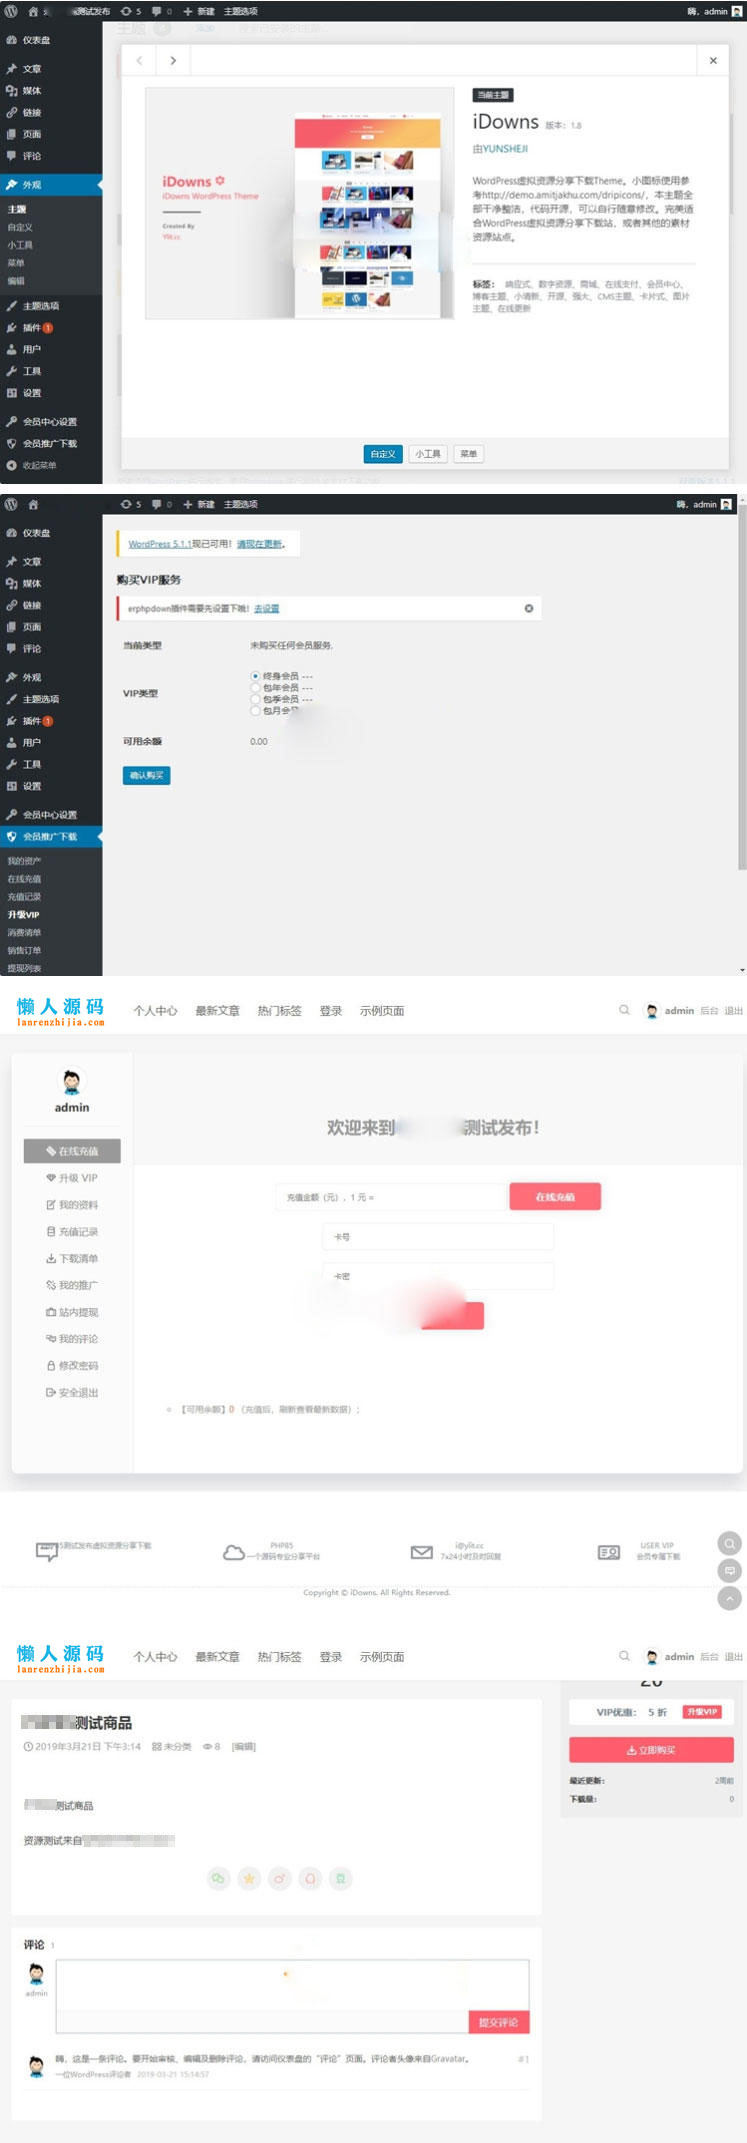 测试发布 5 0 新建 主题选项 嗨, admin
仪表盘
文章
媒体
链接
页面
评论
外观
主题
自定义
小工具
菜单
编辑
主题选项
插件 1
用户
工具
设置
会员中心设置
会员推广下载
收起菜单
iDowns
iDowns WordPress Theme
Created By
Yliit.cc
当前主题
iDowns 版本：1.8
由YUNSHEJI
WordPress虚拟资源分享下载Theme。小图标使用参
考http://demo.amitjakhu.com/dripicons/，本主题全
部干净整洁，代码开源，可以自行随意修改。完美适
合WordPress虚拟资源分享下载站，或者其他的素材
资源站点。
标签： 响应式、数字资源、商城、在线支付、会员中心、
博客主题、小清新、开源、强大、CMS主题、卡片式、图片
主题、在线更新
自定义 小工具 菜单
5 0 新建 主题选项 嗨, admin
仪表盘
文章
媒体
链接
页面
评论
外观
主题选项
插件 1
用户
工具
设置
会员中心设置
会员推广下载
我的资产
在线充值
充值记录
升级VIP
消费清单
销售订单
提现列表
WordPress 5.1.1现已可用！请现在更新。
购买VIP服务
erphpdown插件需要先设置下哦！去设置
当前类型 未购买任何会员服务。
VIP类型
终身会员 ---
包年会员 ---
包季会员 ---
包月会员
可用余额 0.00
确认购买
懒人源码
lanrenzhijia.com
个人中心 最新文章 热门标签 登录 示例页面 admin 后台 退出
admin
在线充值
升级 VIP
我的资料
充值记录
下载清单
我的推广
站内提现
我的评论
修改密码
安全退出
欢迎来到 测试发布！
充值金额（元），1 元 =
在线充值
卡号
卡密
【可用余额】0 （充值后，刷新查看最新数据）；
85测试发布虚拟资源分享下载
PHP85
一个源码专业分享平台
i@ylit.cc
7x24小时及时回复
USER VIP
会员专属下载
Copyright © iDowns. All Rights Reserved.
懒人源码
lanrenzhijia.com
个人中心 最新文章 热门标签 登录 示例页面 admin 后台 退出
测试商品
2019年3月21日 下午3:14 未分类 8 [编辑]
测试商品
资源测试来自
20
VIP优惠： 5 折 升级VIP
立即购买
最近更新： 2周前
下载量： 0
评论 1
admin
提交评论
嗨，这是一条评论。要开始审核、编辑及删除评论，请访问仪表盘的“评论”页面。评论者头像来自Gravatar。 #1
一位WordPress评论者 2019-03-21 15:14:57